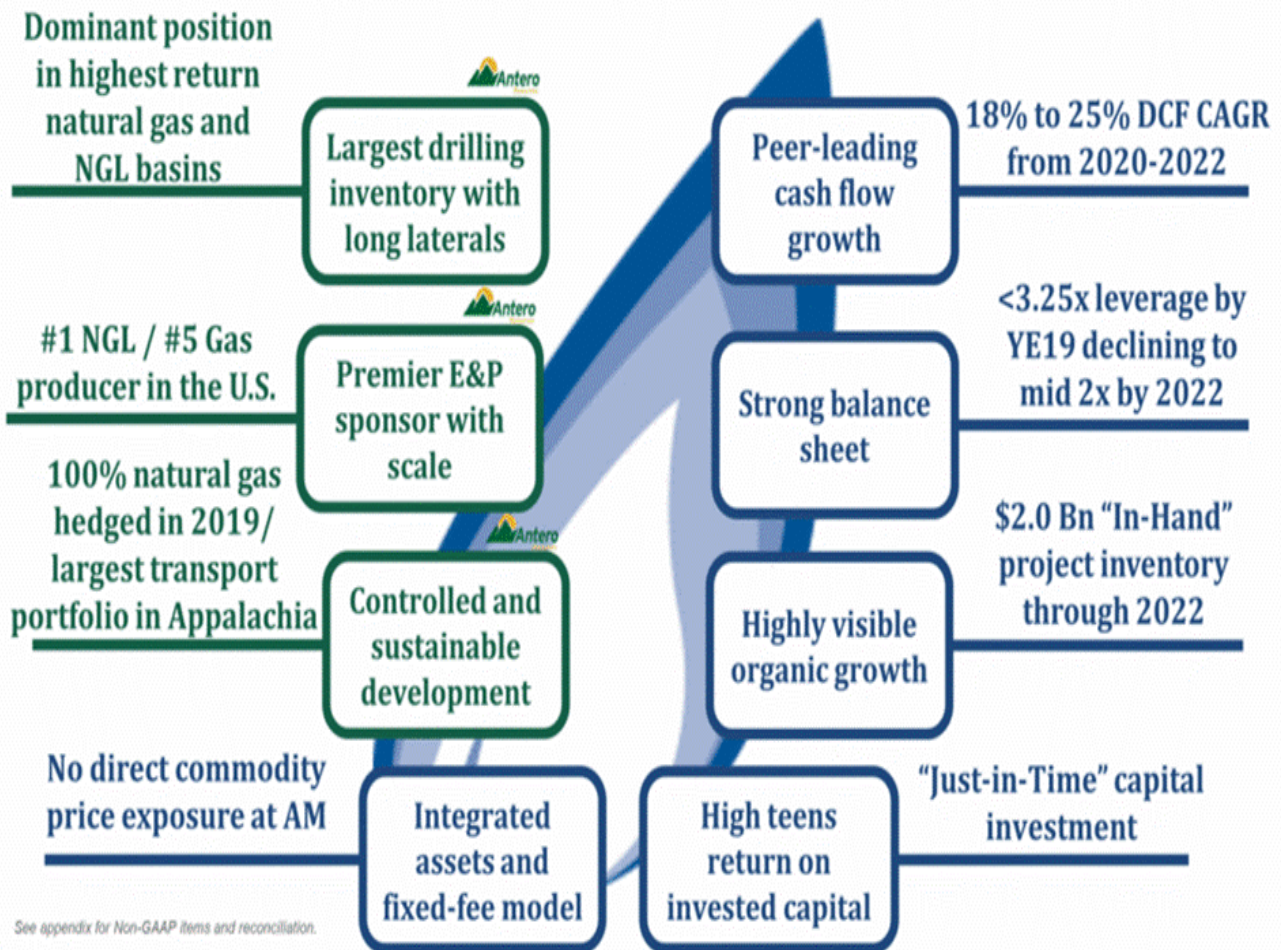 Dominant position
in highest return
natural gas and
NGL basins
Antero
Largest drilling
inventory with
long laterals
Peer-leading
cash flow
growth
18% to 25% DCF CAGR
from 2020-2022
#1 NGL / #5 Gas
producer in the U.S.
Antero
Premier E&P
sponsor with
scale
Strong balance
sheet
<3.25x leverage by
YE19 declining to
mid 2x by 2022
100% natural gas
hedged in 2019/
largest transport
portfolio in Appalachia
Antero
Controlled and
sustainable
development
Highly visible
organic growth
$2.0 Bn “In-Hand”
project inventory
through 2022
No direct commodity
price exposure at AM
Integrated
assets and
fixed-fee model
High teens
return on
invested capital
“Just-in-Time” capital
investment
See appendix for Non-GAAP items and reconciliation.